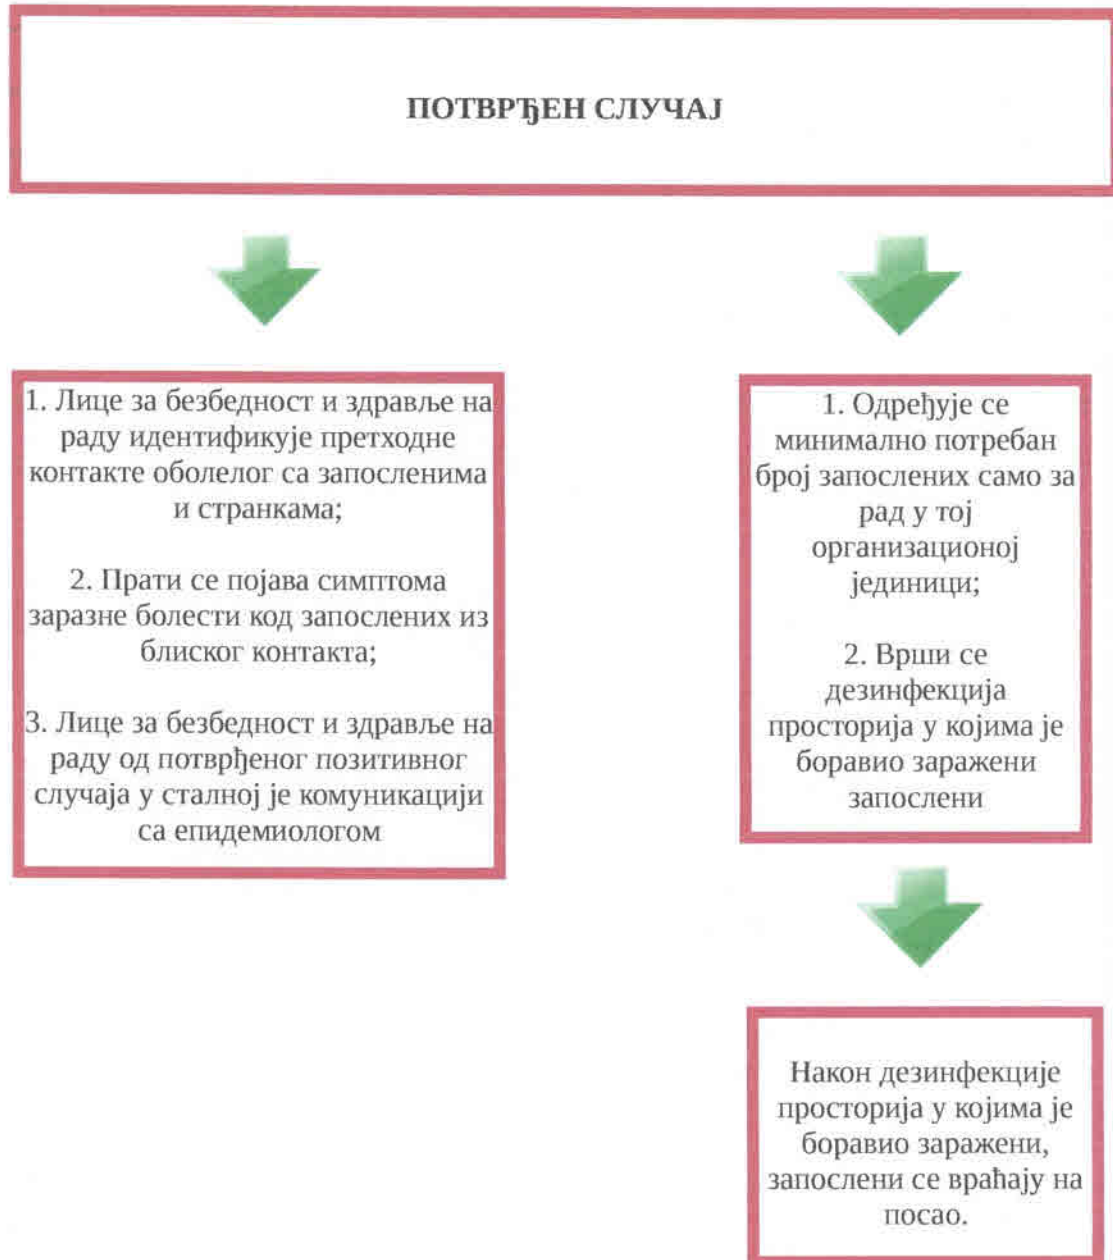 ПОТВРЂЕН СЛУЧАЈ
1. Лице за безбедност и здравље на
раду идентификује претходне
контакте оболелог са запосленима
и странкама;
2. Прати се појава симптома
заразне болести код запослених из
блиског контакта;
3. Лице за безбедност и здравље на
раду од потврђеног позитивног
случаја у сталној је комуникацији
са епидемиологом
1. Одређује се
минимално потребан
број запослених само за
рад у тој
организационој
јединици;
2. Врши се
дезинфекција
просторија у којима је
боравио заражени
запослени
Након дезинфекције
просторија у којима је
боравио заражени,
запослени се враћају на
посао.